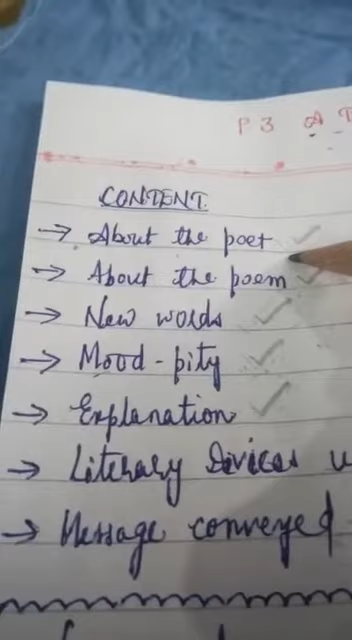 P 3
CONTENT
→ About the poet ✓
→ About the poem ✓
→ New words ✓
→ Mood - pity ✓
→ Explanation ✓
→ Literary Devices
→ Message conveyed